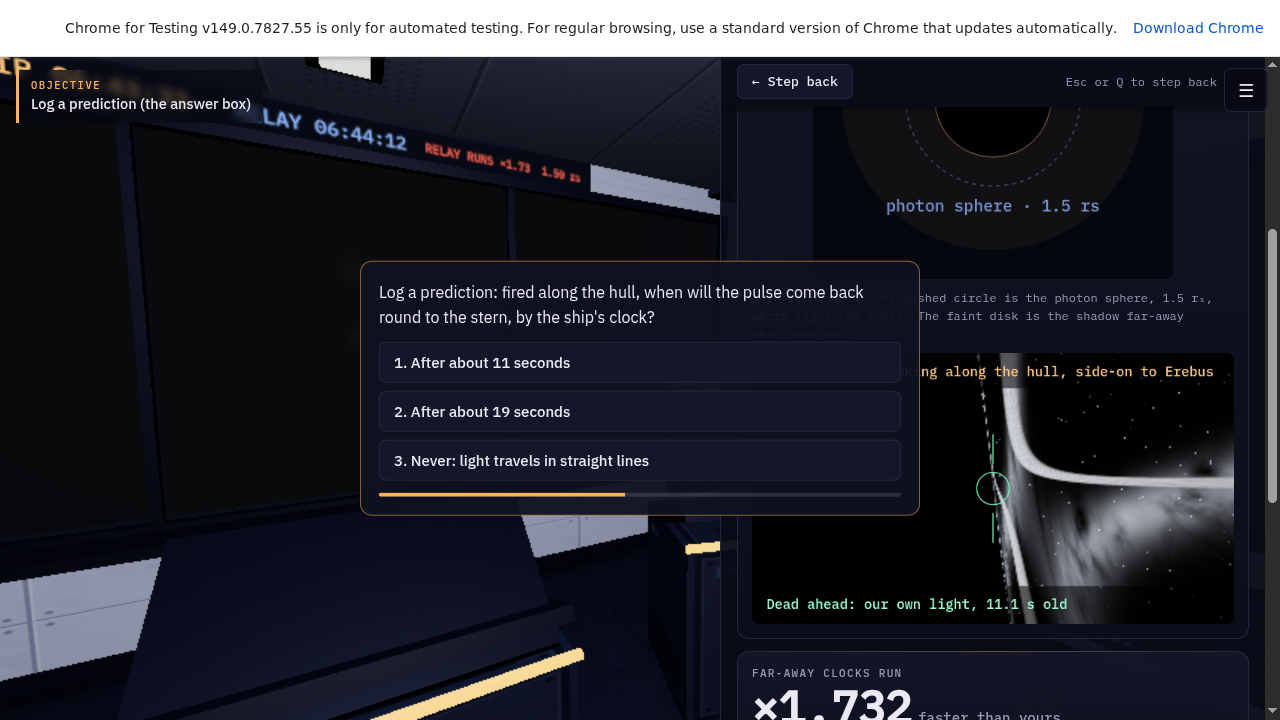 Chrome for Testing v149.0.7827.55 is only for automated testing. For regular browsing, use a standard version of Chrome that updates automatically. Download Chrome
OBJECTIVE
Log a prediction (the answer box)
LAY 06:44:12
RELAY RUNS ×1.73 1.50 rs
← Step back
Esc or Q to step back
☰
photon sphere · 1.5 rs
dashed circle is the photon sphere, 1.5 rₛ,
The faint disk is the shadow far-away
Log a prediction: fired along the hull, when will the pulse come back
round to the stern, by the ship's clock?
1. After about 11 seconds
2. After about 19 seconds
3. Never: light travels in straight lines
king along the hull, side-on to Erebus
Dead ahead: our own light, 11.1 s old
FAR-AWAY CLOCKS RUN
×1.732 faster than yours